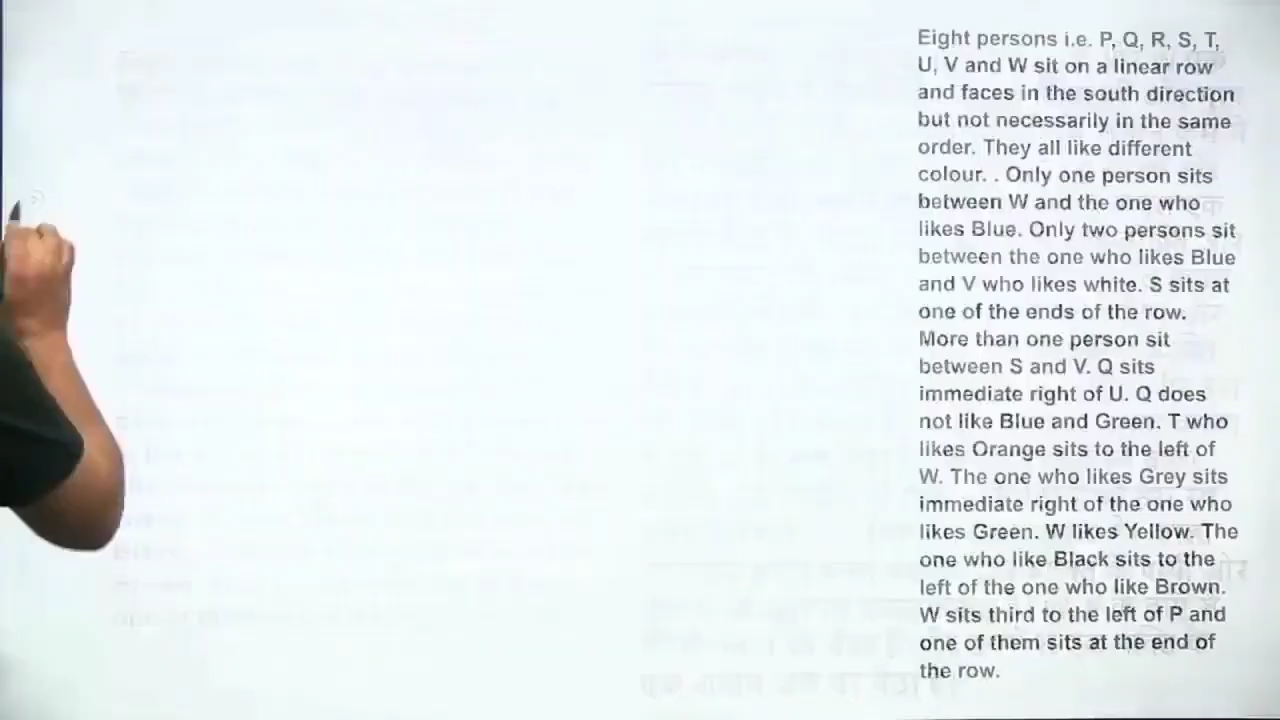 Eight persons i.e. P, Q, R, S, T,
U, V and W sit on a linear row
and faces in the south direction
but not necessarily in the same
order. They all like different
colour. . Only one person sits
between W and the one who
likes Blue. Only two persons sit
between the one who likes Blue
and V who likes white. S sits at
one of the ends of the row.
More than one person sit
between S and V. Q sits
immediate right of U. Q does
not like Blue and Green. T who
likes Orange sits to the left of
W. The one who likes Grey sits
immediate right of the one who
likes Green. W likes Yellow. The
one who like Black sits to the
left of the one who like Brown.
W sits third to the left of P and
one of them sits at the end of
the row.